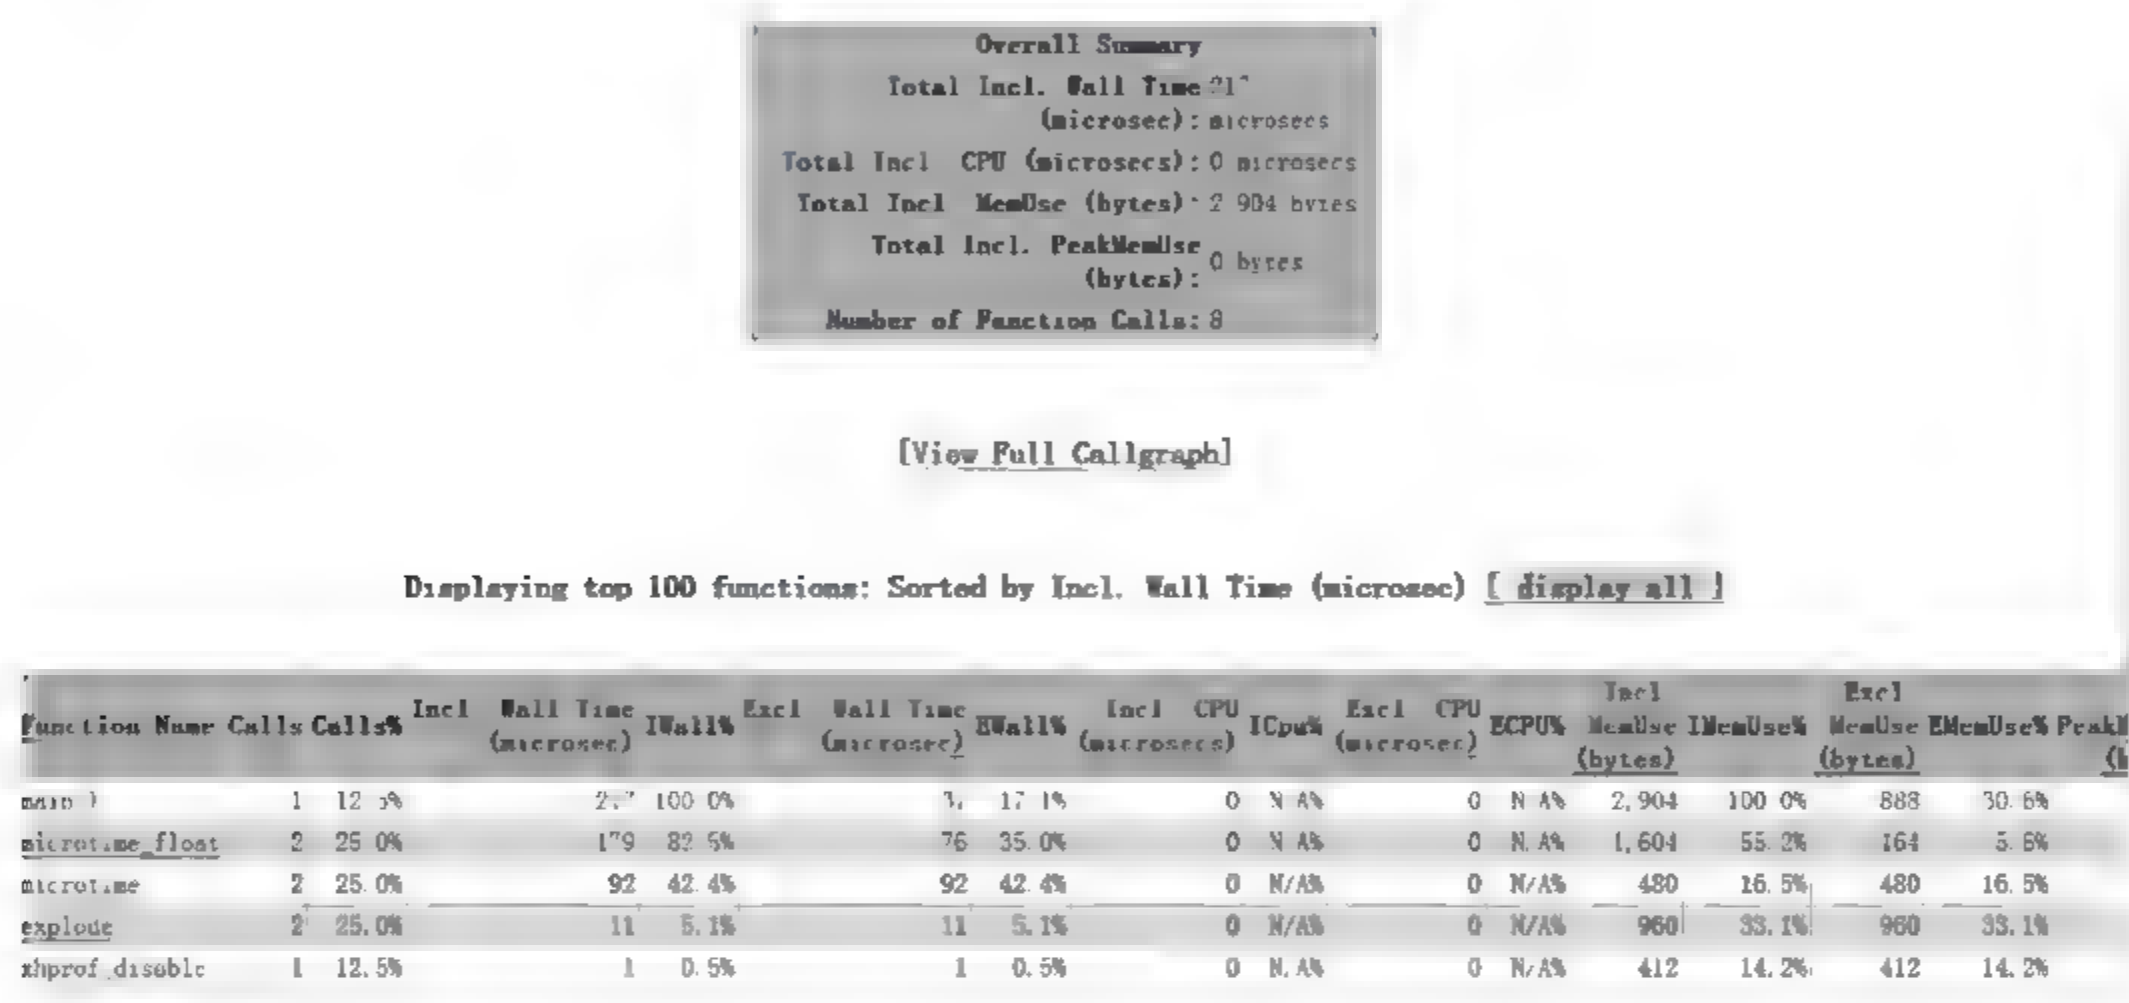 Overall Summary
Total Incl. Wall Time
(microsec): microsecs
Total Incl CPU (microsecs): 0 microsecs
Total Incl MemUse (bytes): 2 904 bytes
Total Incl. PeakMemUse
(bytes): 0 bytes
Number of Function Calls: 8
[View Full Callgraph]
Displaying top 100 functions: Sorted by Incl. Wall Time (microsec) [ display all ]
Function Name Calls Calls% Incl Wall Time (microsec) IWall% Excl Wall Time (microsec) EWall% Incl CPU (microsecs) ICpu% Excl CPU (microsec) ECPU% Incl MemUse (bytes) IMemUse% Excl MemUse (bytes) EMemUse%
main 1 12 5% 100 0% 17 1% 0 N A% 0 N A% 2,904 100 0% 888 30.6%
microtime_float 2 25 0% 179 82 5% 76 35.0% 0 N A% 0 N. A% 1,604 55.2% 164 5.6%
microtime 2 25.0% 92 42.4% 92 42.4% 0 N/A% 0 N/A% 480 16.5% 480 16.5%
explode 2 25.0% 11 5.1% 11 5.1% 0 N/A% 0 N/A% 960 33.1% 960 33.1%
xhprof_disable 1 12.5% 1 0.5% 1 0.5% 0 N.A% 0 N/A% 412 14.2% 412 14.2%